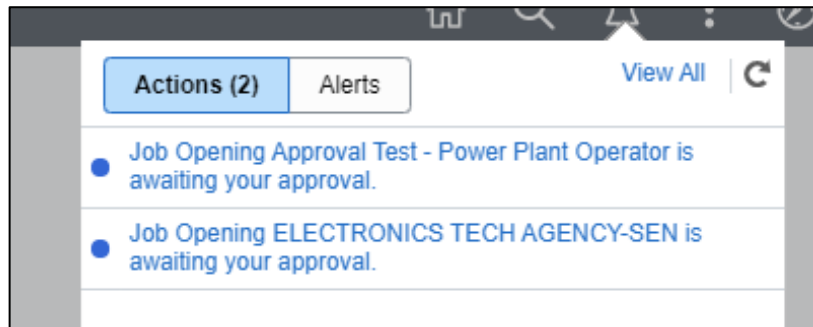 Actions (2)
Alerts
View All
Job Opening Approval Test - Power Plant Operator is
awaiting your approval.
Job Opening ELECTRONICS TECH AGENCY-SEN is
awaiting your approval.